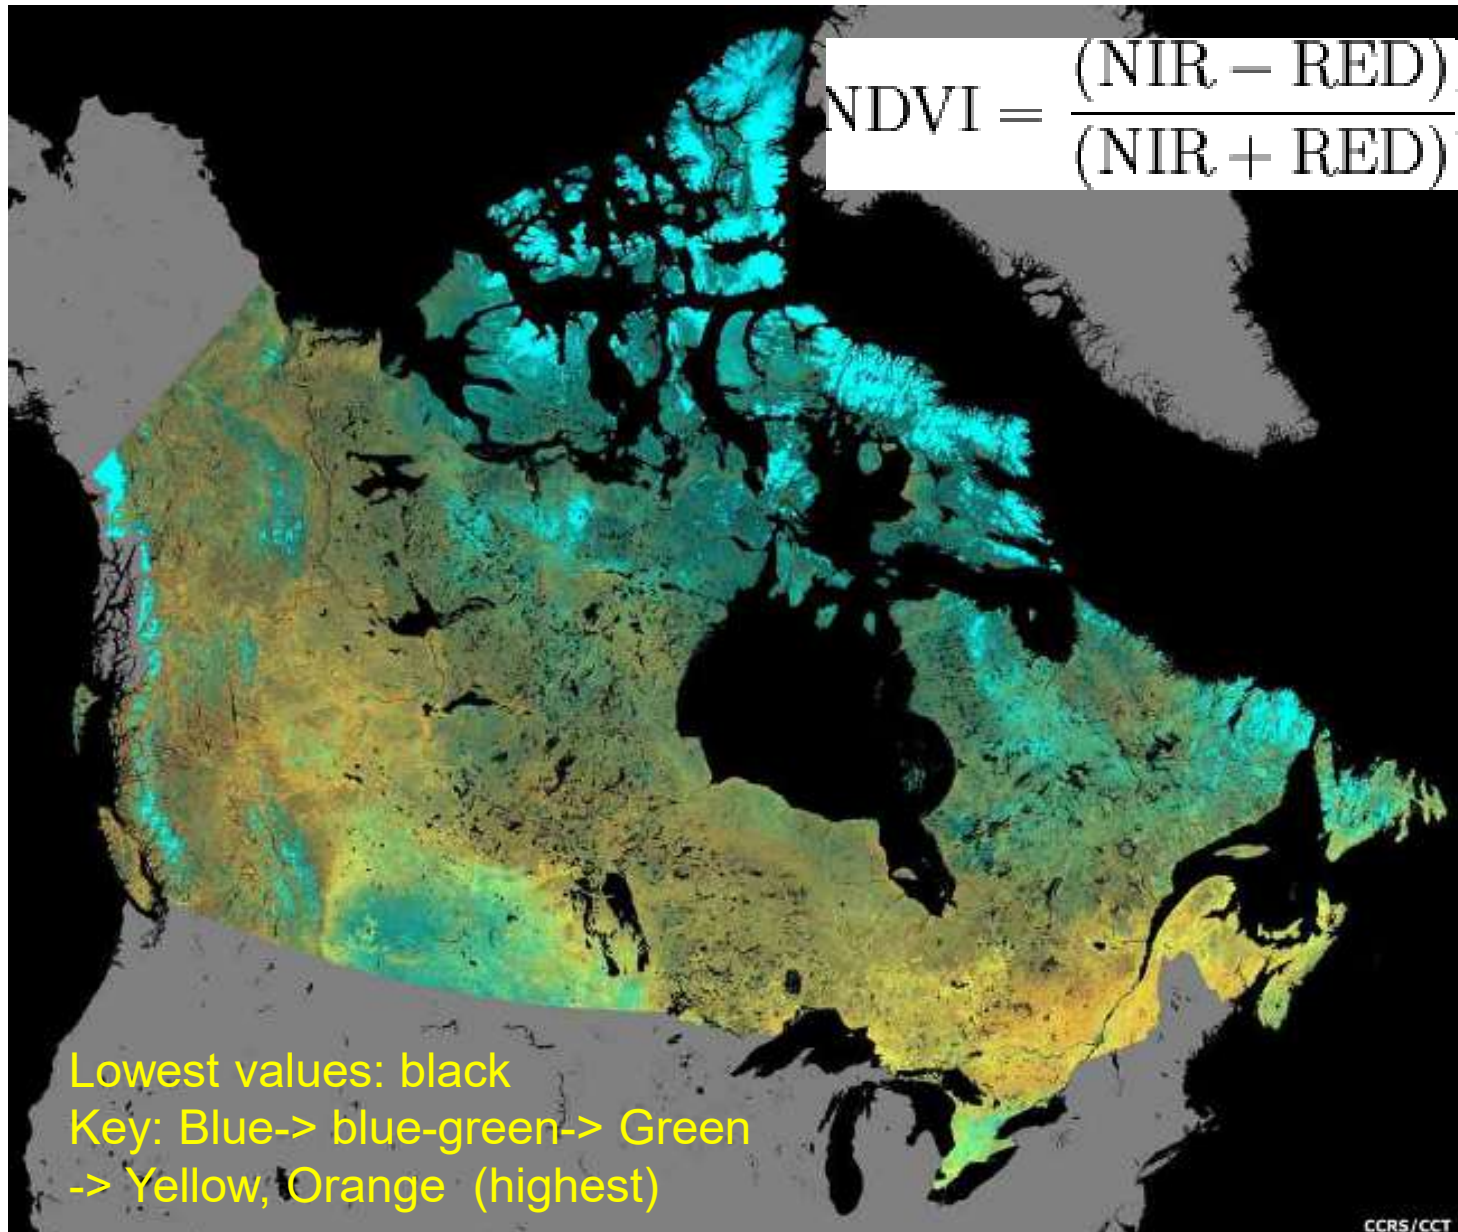 NDVI = (NIR − RED) / (NIR + RED)
Lowest values: black
Key: Blue-> blue-green-> Green
-> Yellow, Orange (highest)
CCRS/CCT